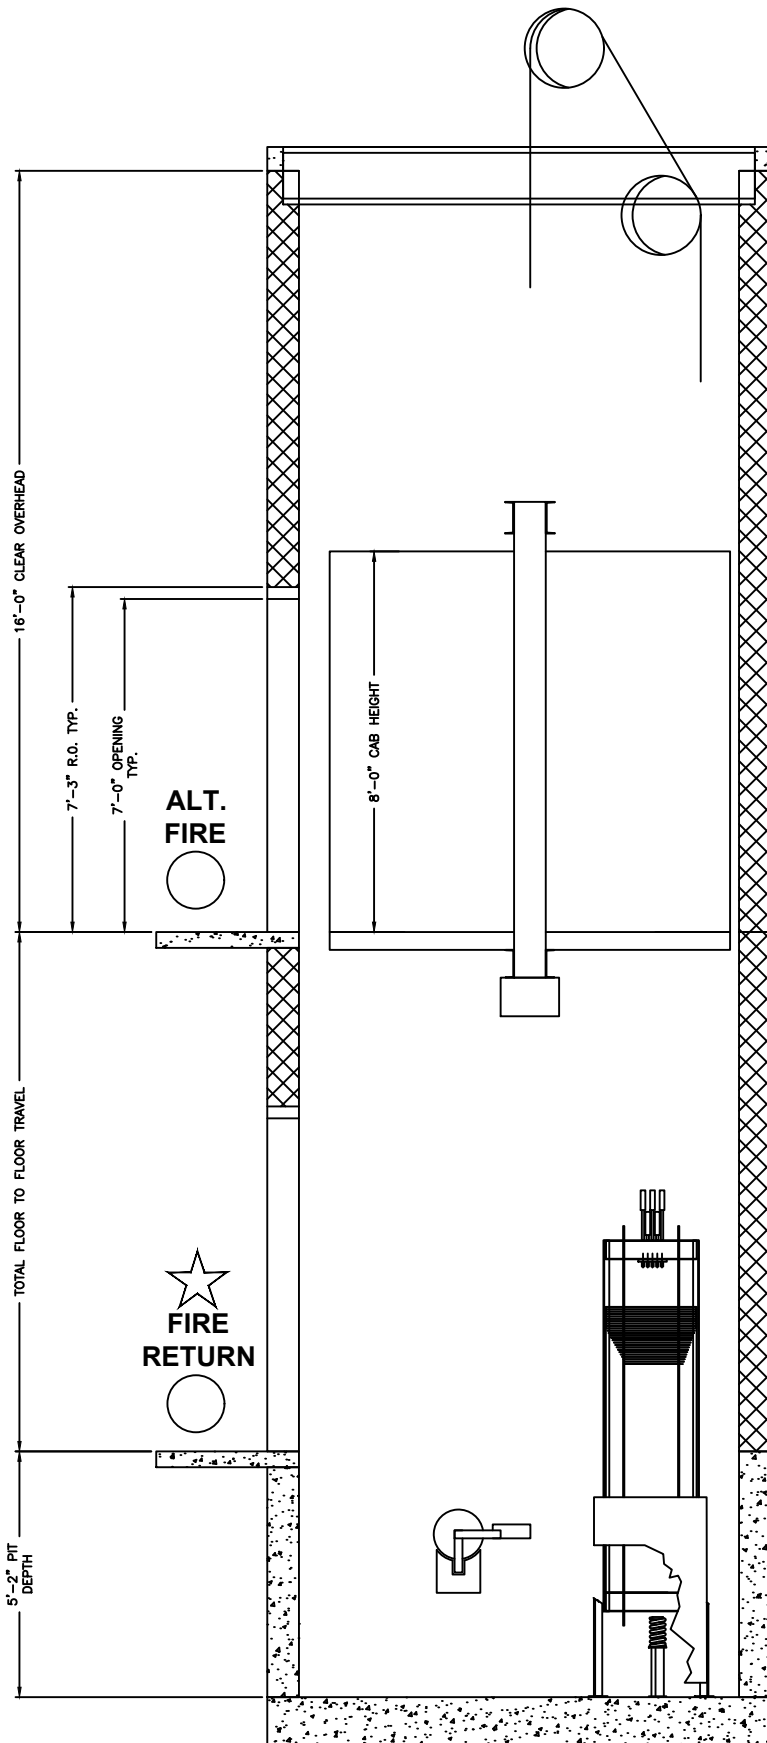 16'-0" CLEAR OVERHEAD
7'-3" R.O. TYP.
7'-0" OPENING
TYP.
8'-0" CAB HEIGHT
ALT.
FIRE
TOTAL FLOOR TO FLOOR TRAVEL
FIRE
RETURN
5'-2" PIT
DEPTH